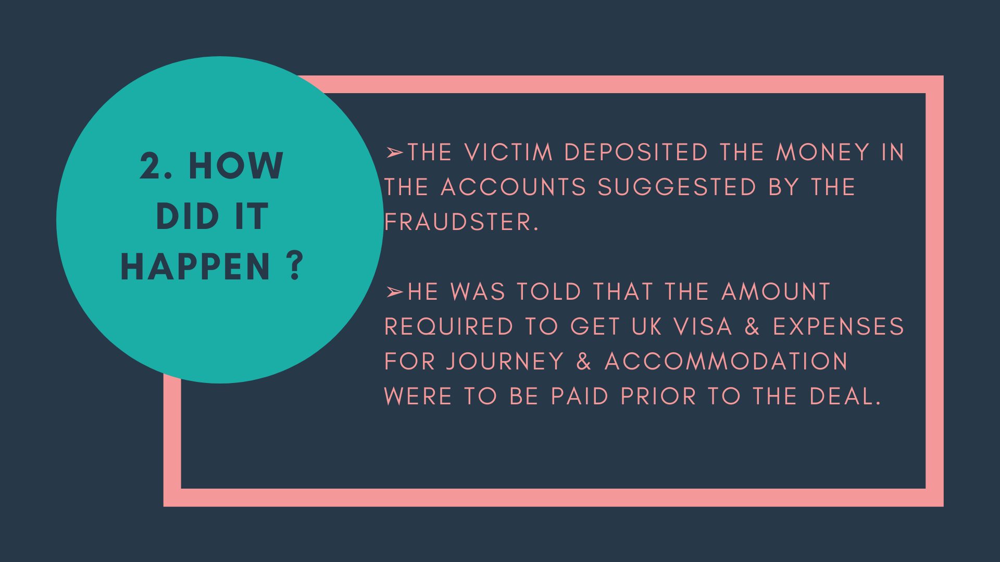 2. HOW
DID IT
HAPPEN ?
➢THE VICTIM DEPOSITED THE MONEY IN
THE ACCOUNTS SUGGESTED BY THE
FRAUDSTER.
➢HE WAS TOLD THAT THE AMOUNT
REQUIRED TO GET UK VISA & EXPENSES
FOR JOURNEY & ACCOMMODATION
WERE TO BE PAID PRIOR TO THE DEAL.